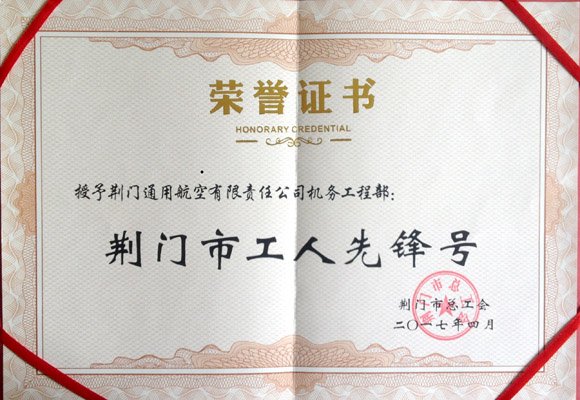 荣誉证书
HONORARY CREDENTIAL
授予荆门通用航空有限责任公司机务工程部：
荆门市工人先锋号
荆门市总工会
二〇一七年四月